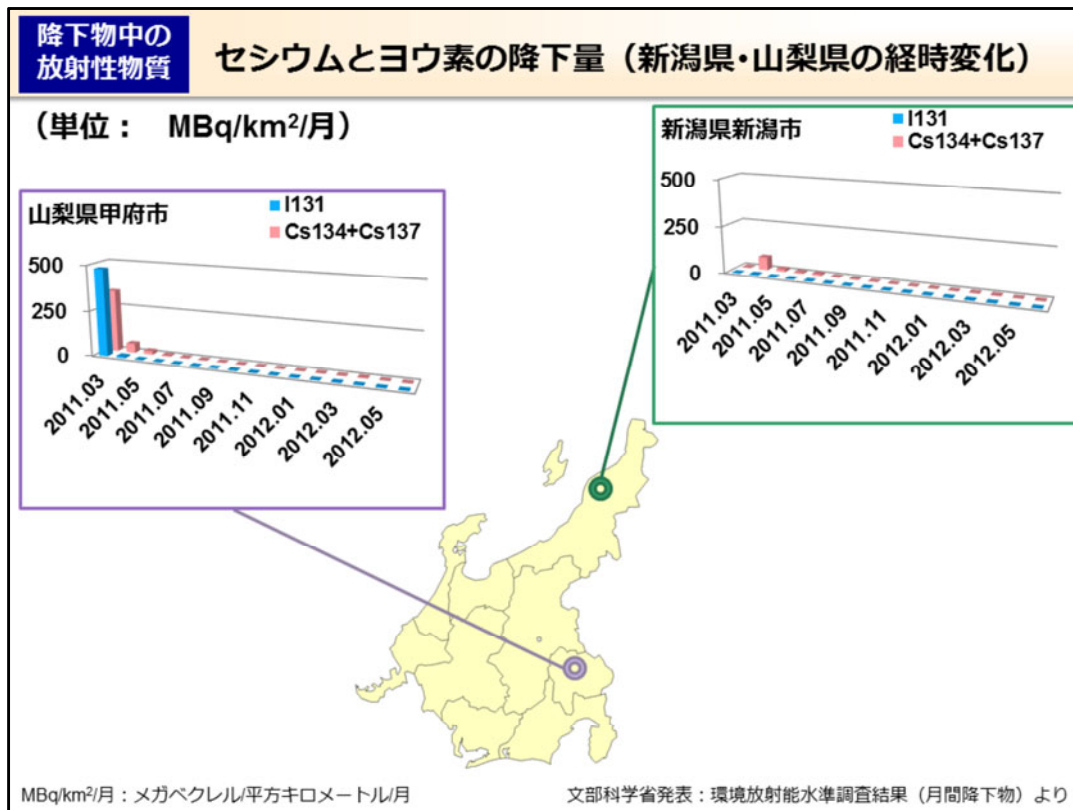 降下物中の
放射性物質
セシウムとヨウ素の降下量（新潟県・山梨県の経時変化）
（単位： MBq/km²/月）
新潟県新潟市
I131
Cs134+Cs137
500
250
0
2011.03
2011.05
2011.07
2011.09
2011.11
2012.01
2012.03
2012.05
山梨県甲府市
I131
Cs134+Cs137
500
250
0
2011.03
2011.05
2011.07
2011.09
2011.11
2012.01
2012.03
2012.05
MBq/km²/月：メガベクレル/平方キロメートル/月
文部科学省発表：環境放射能水準調査結果（月間降下物）より